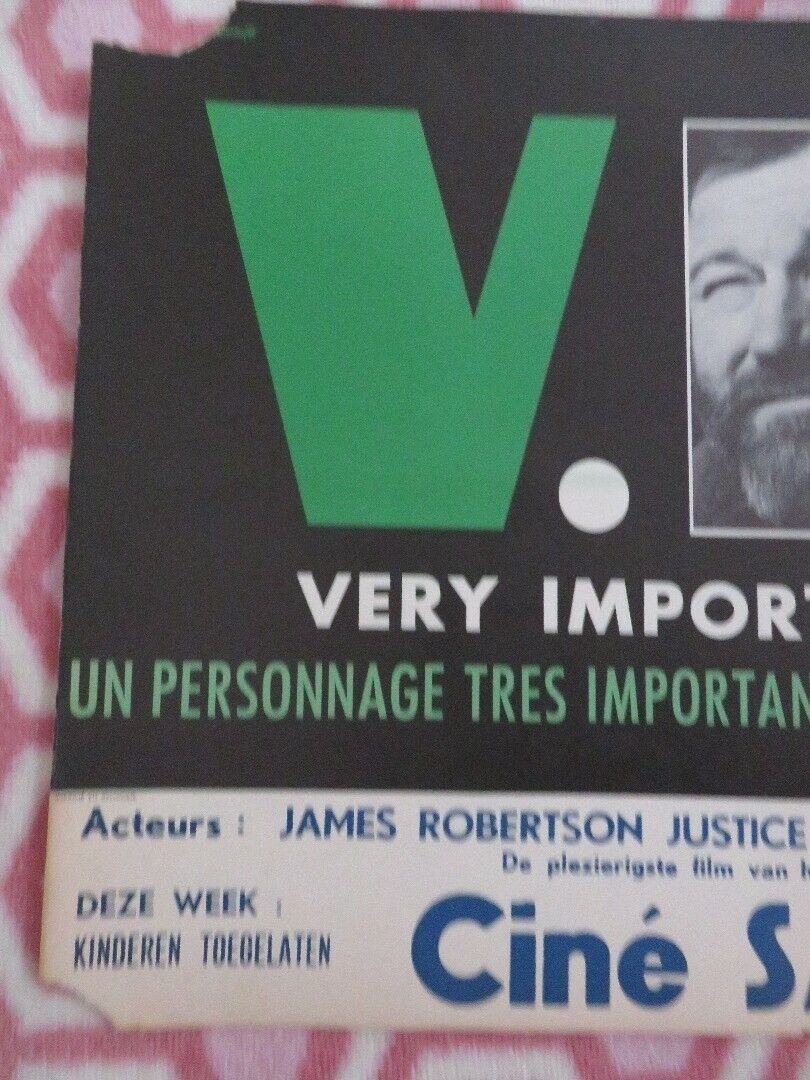 V.
VERY IMPORT
UN PERSONNAGE TRES IMPORTAN
Acteurs : JAMES ROBERTSON JUSTICE
De plezierigste film van h
DEZE WEEK :
KINDEREN TOEGELATEN
Ciné S